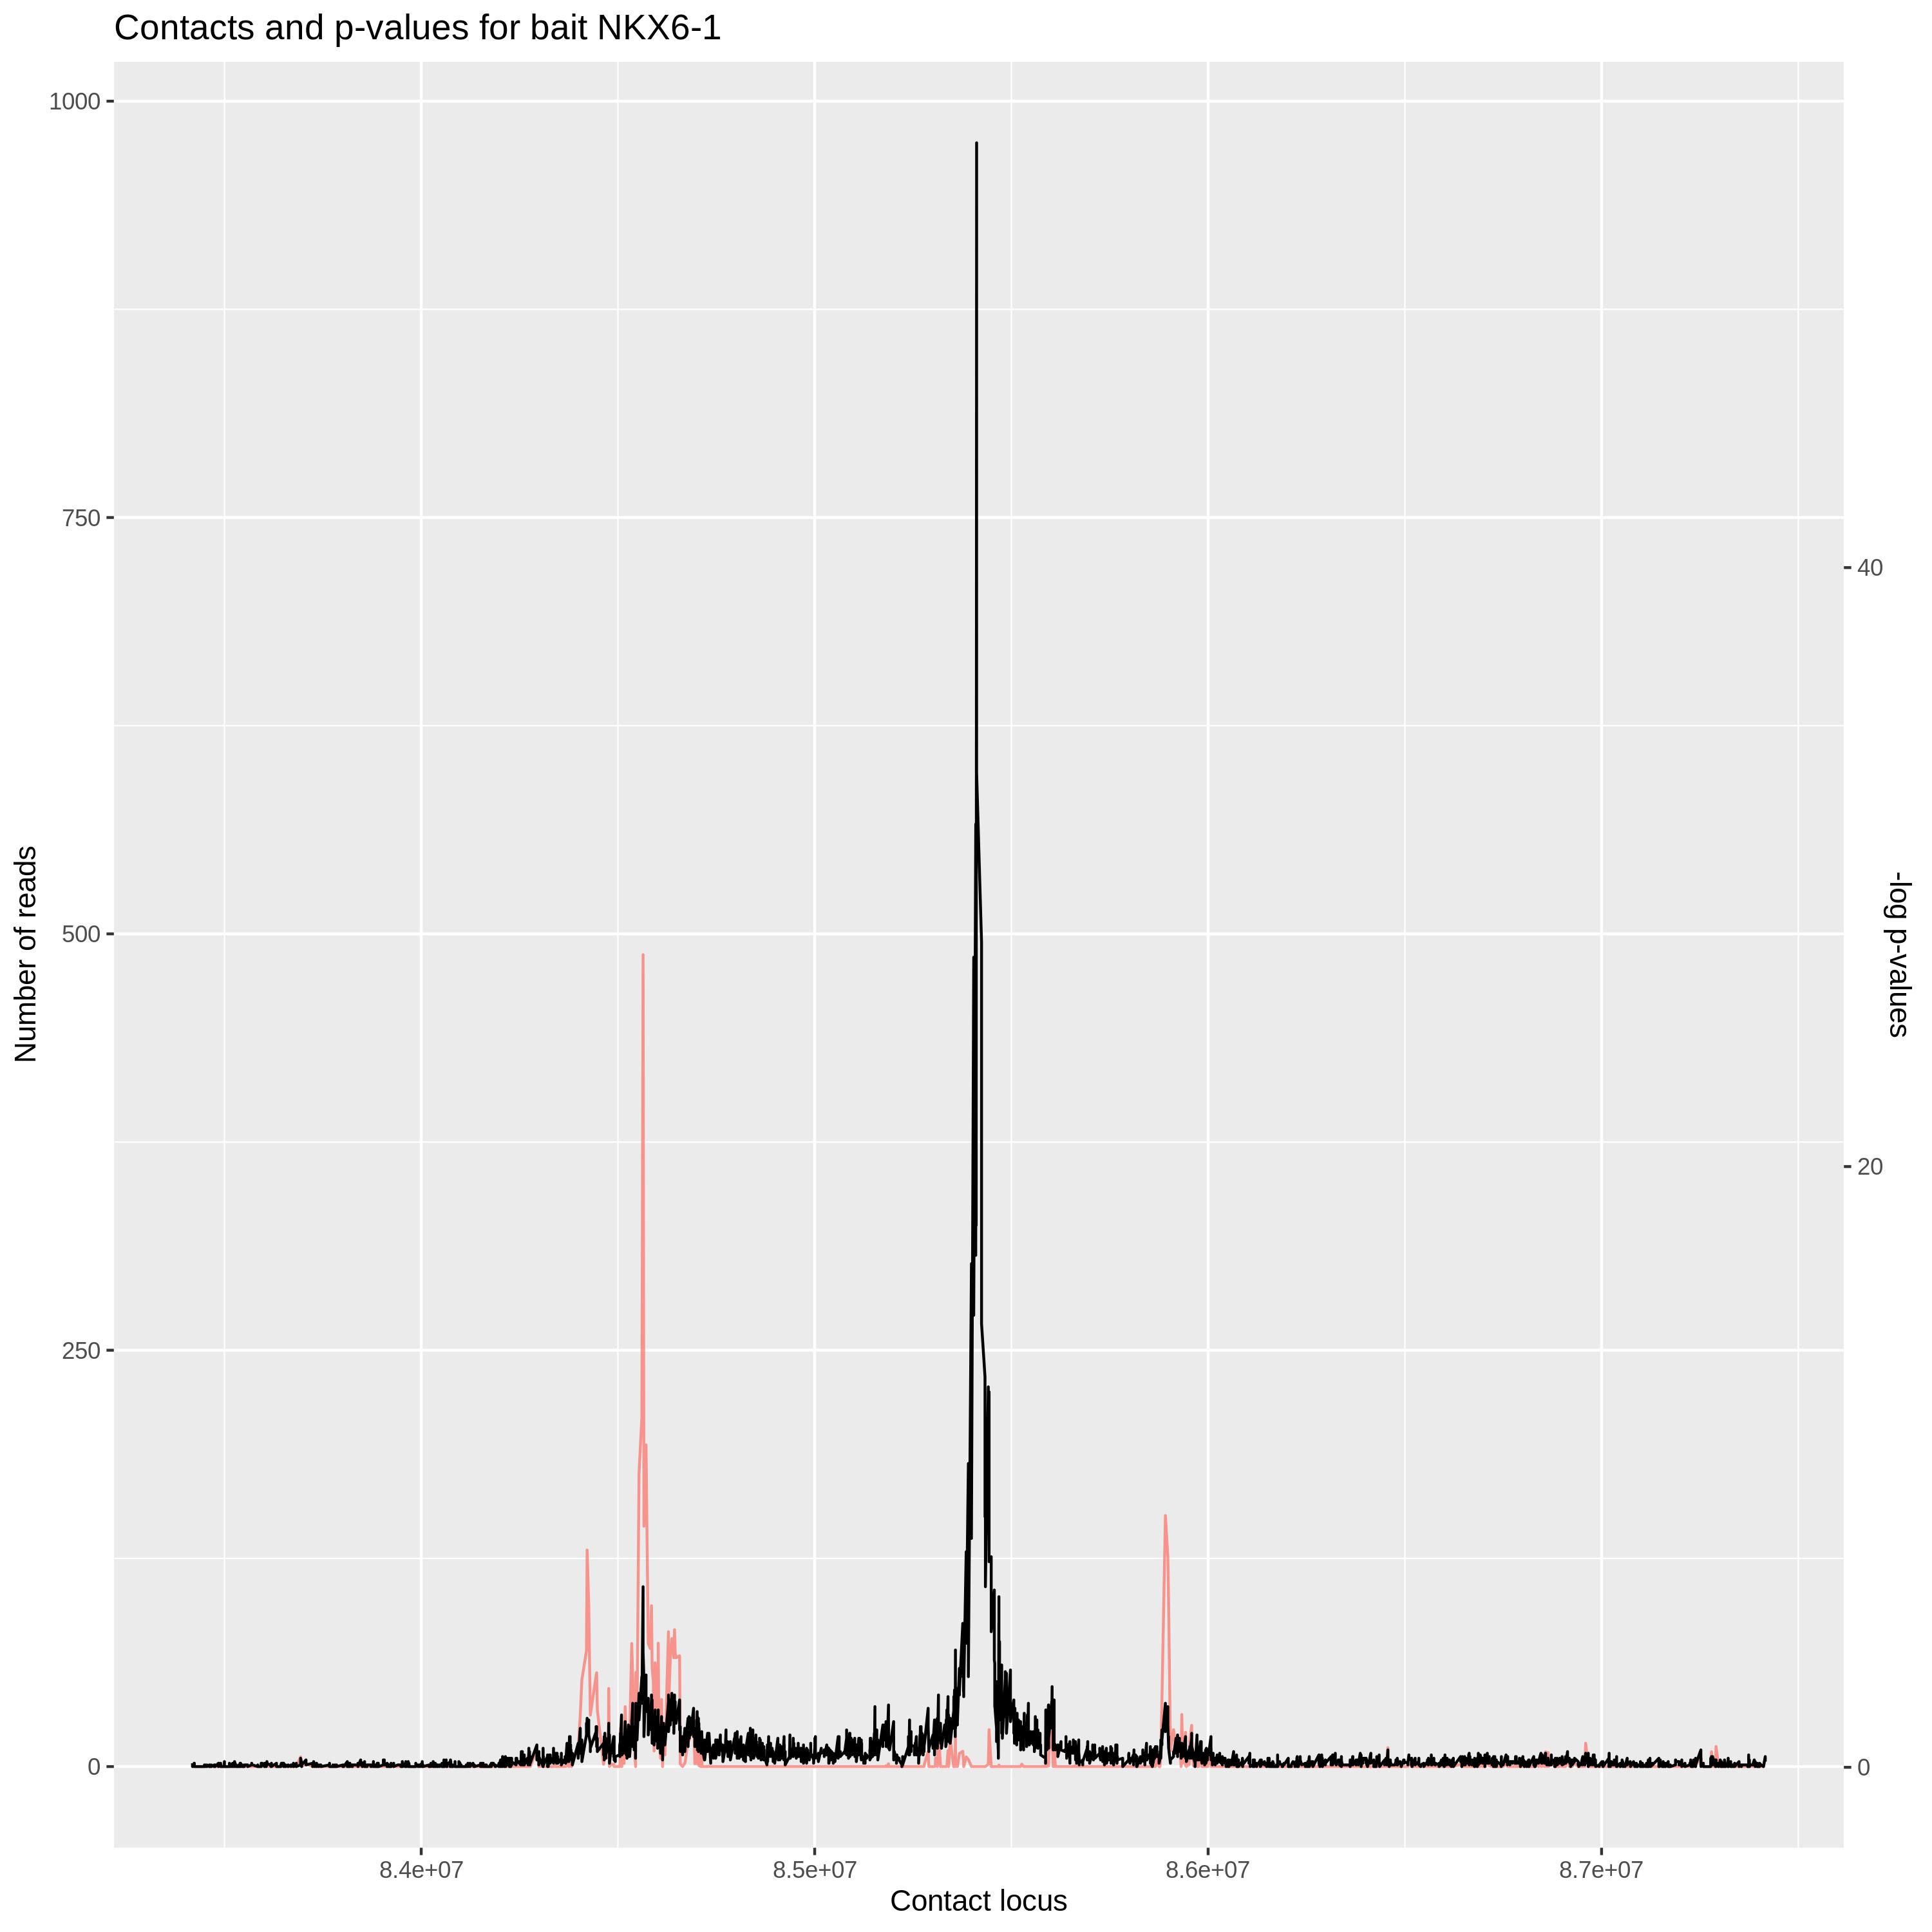 Contacts and p-values for bait NKX6-1
1000
750
500
250
0
Number of reads
40
20
0
-log p-values
8.4e+07
8.5e+07
8.6e+07
8.7e+07
Contact locus